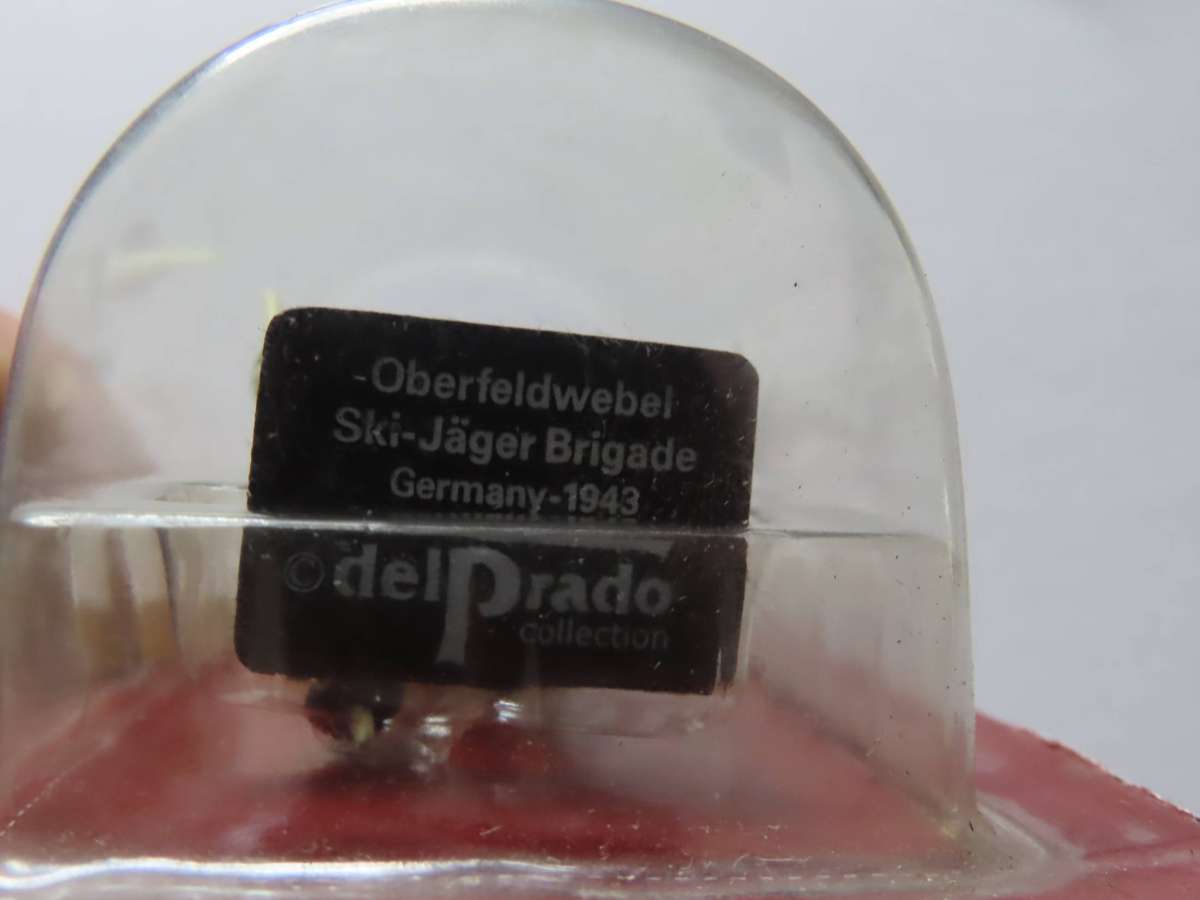 Oberfeldwebel
Ski-Jäger Brigade
Germany-1943
© delPrado
collection